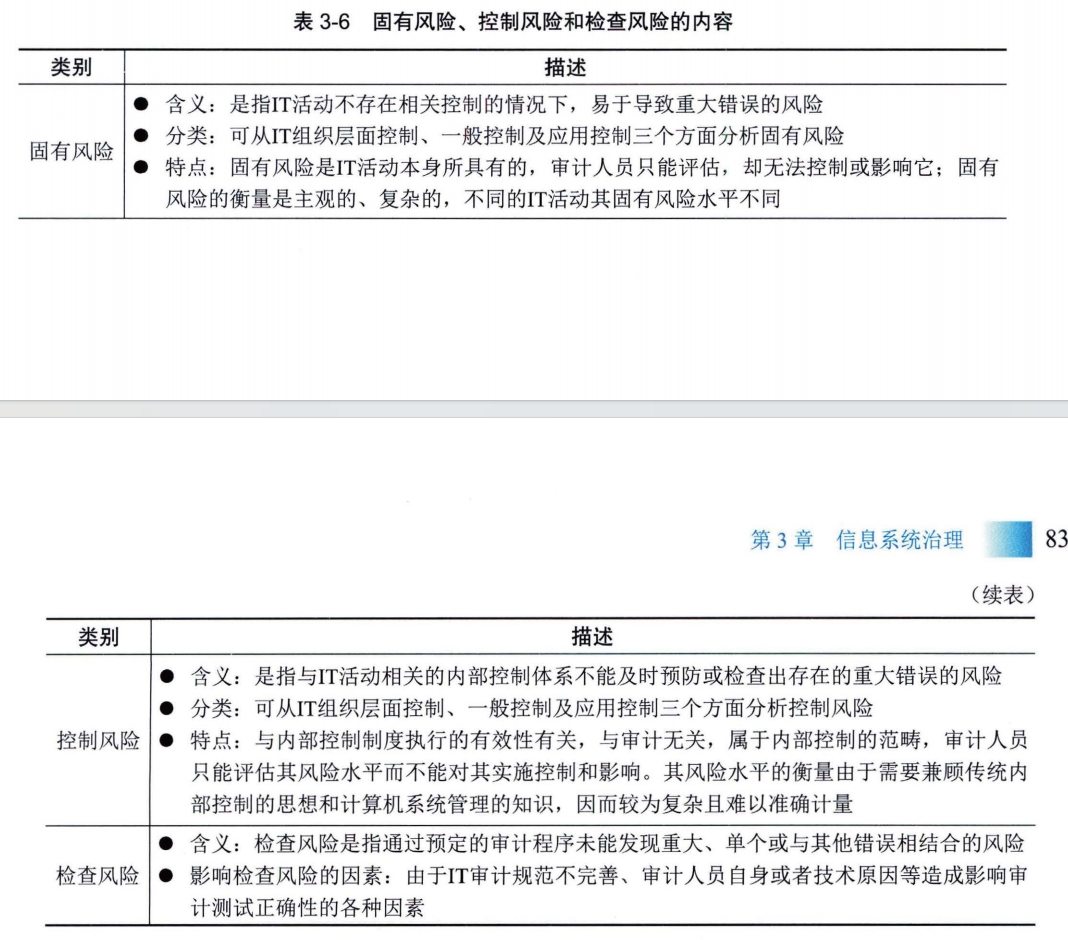 表 3-6 固有风险、控制风险和检查风险的内容
类别 描述
固有风险
● 含义：是指IT活动不存在相关控制的情况下，易于导致重大错误的风险
● 分类：可从IT组织层面控制、一般控制及应用控制三个方面分析固有风险
● 特点：固有风险是IT活动本身所具有的，审计人员只能评估，却无法控制或影响它；固有
风险的衡量是主观的、复杂的，不同的IT活动其固有风险水平不同
第 3 章 信息系统治理 83
（续表）
类别 描述
控制风险
● 含义：是指与IT活动相关的内部控制体系不能及时预防或检查出存在的重大错误的风险
● 分类：可从IT组织层面控制、一般控制及应用控制三个方面分析控制风险
● 特点：与内部控制制度执行的有效性有关，与审计无关，属于内部控制的范畴，审计人员
只能评估其风险水平而不能对其实施控制和影响。其风险水平的衡量由于需要兼顾传统内
部控制的思想和计算机系统管理的知识，因而较为复杂且难以准确计量
检查风险
● 含义：检查风险是指通过预定的审计程序未能发现重大、单个或与其他错误相结合的风险
● 影响检查风险的因素：由于IT审计规范不完善、审计人员自身或者技术原因等造成影响审
计测试正确性的各种因素